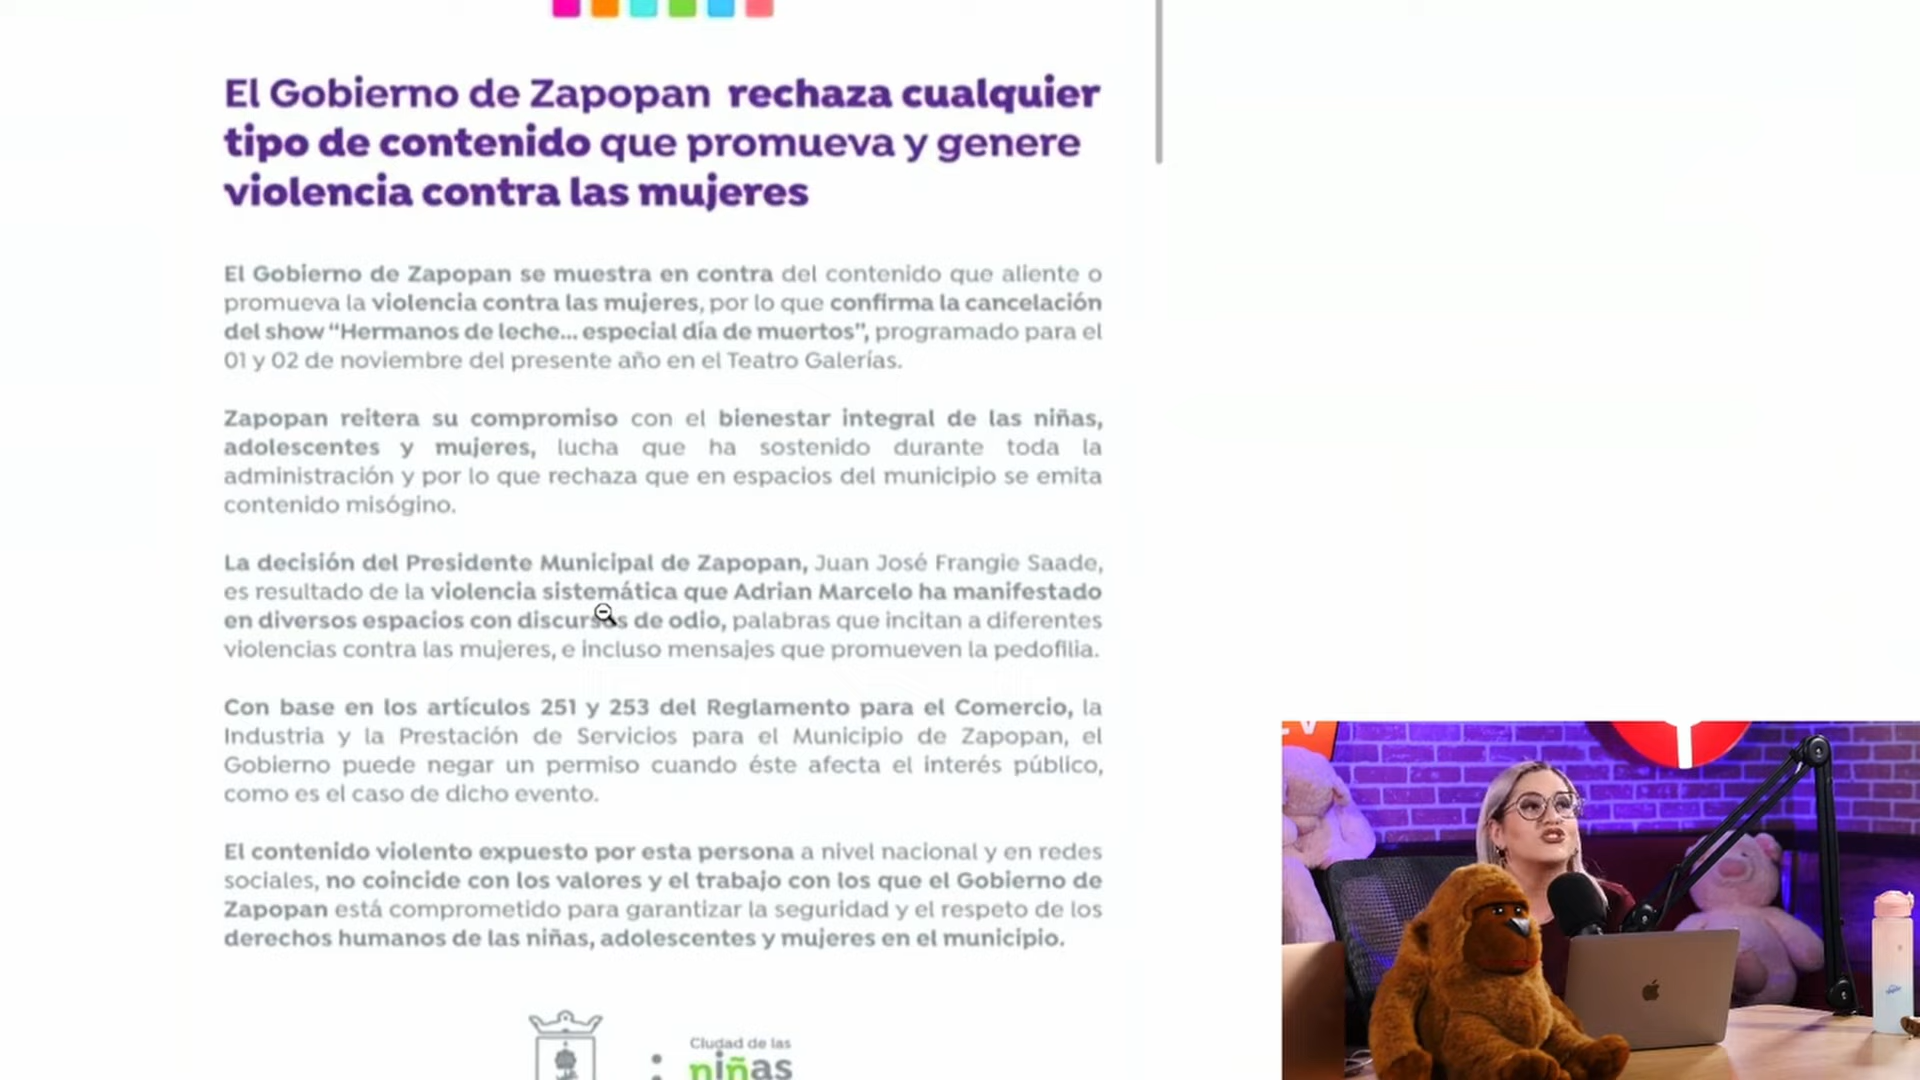 El Gobierno de Zapopan rechaza cualquier
tipo de contenido que promueva y genere
violencia contra las mujeres
El Gobierno de Zapopan se muestra en contra del contenido que aliente o
promueva la violencia contra las mujeres, por lo que confirma la cancelación
del show “Hermanos de leche... especial día de muertos”, programado para el
01 y 02 de noviembre del presente año en el Teatro Galerías.
Zapopan reitera su compromiso con el bienestar integral de las niñas,
adolescentes y mujeres, lucha que ha sostenido durante toda la
administración y por lo que rechaza que en espacios del municipio se emita
contenido misógino.
La decisión del Presidente Municipal de Zapopan, Juan José Frangie Saade,
es resultado de la violencia sistemática que Adrian Marcelo ha manifestado
en diversos espacios con discursos de odio, palabras que incitan a diferentes
violencias contra las mujeres, e incluso mensajes que promueven la pedofilia.
Con base en los artículos 251 y 253 del Reglamento para el Comercio, la
Industria y la Prestación de Servicios para el Municipio de Zapopan, el
Gobierno puede negar un permiso cuando éste afecta el interés público,
como es el caso de dicho evento.
El contenido violento expuesto por esta persona a nivel nacional y en redes
sociales, no coincide con los valores y el trabajo con los que el Gobierno de
Zapopan está comprometido para garantizar la seguridad y el respeto de los
derechos humanos de las niñas, adolescentes y mujeres en el municipio.
Ciudad de las
niñas